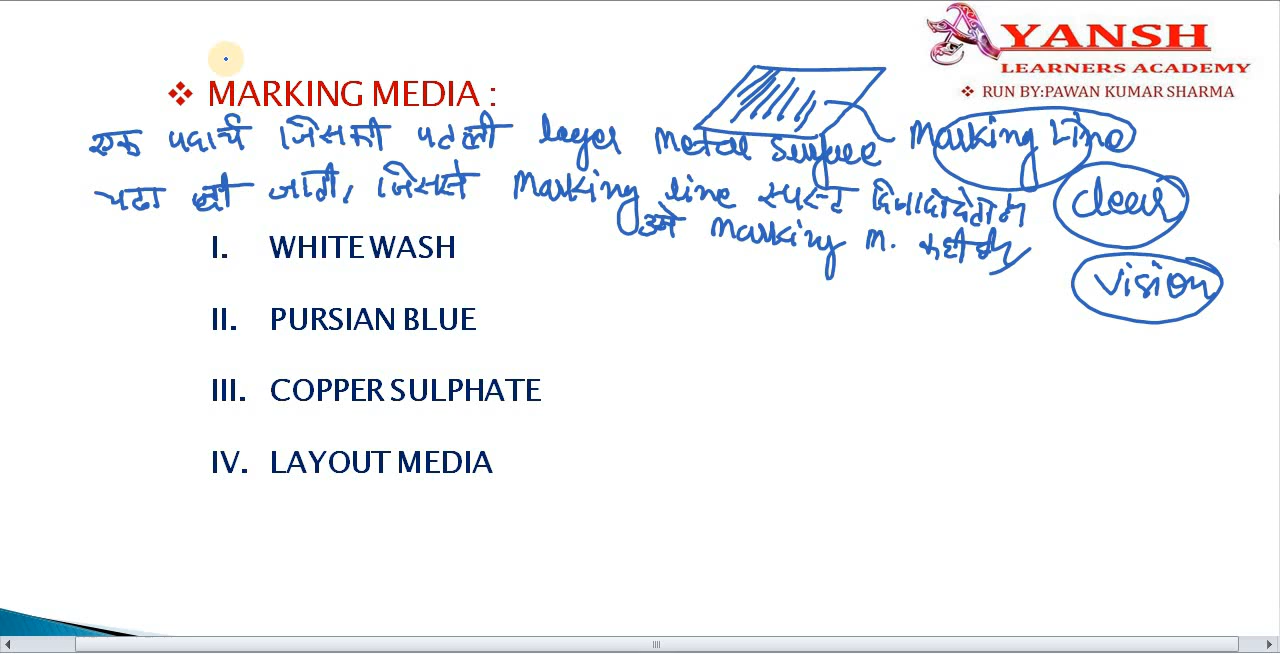 AYANSH
LEARNERS ACADEMY
❖ RUN BY:PAWAN KUMAR SHARMA
❖ MARKING MEDIA :
एक पदार्थ जिसकी पतली layer metal surface
Marking Line
चढा दी जाती, जिससे Marking line स्पष्ट
clear
उसे marking m. कहते
vision
I. WHITE WASH
II. PURSIAN BLUE
III. COPPER SULPHATE
IV. LAYOUT MEDIA